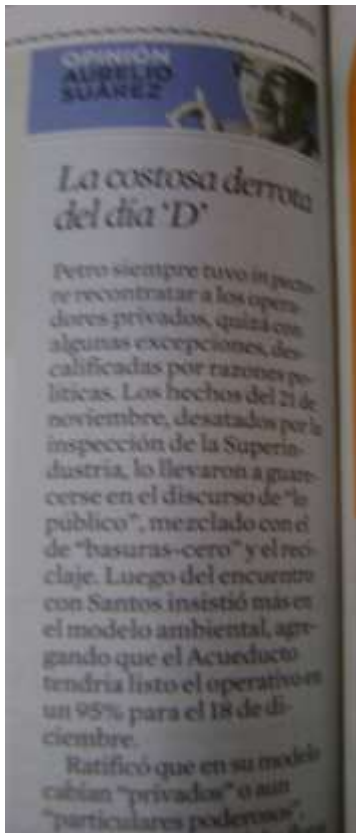 OPINIÓN
AURELIO
SUÁREZ
La costosa derrota
del día "D"
Petro siempre tuvo in pecto-
re recontratar a los opera-
dores privados, quizá con
algunas excepciones, des-
calificadas por razones po-
líticas. Los hechos del 21 de
noviembre, desatados por la
inspección de la Superin-
dustria, lo llevaron a guare-
cerse en el discurso de "lo
público", mezclado con el
de "basuras-cero" y el reci-
claje. Luego del encuentro
con Santos insistió más en
el modelo ambiental, agre-
gando que el Acueducto
tendría listo el operativo en
un 95% para el 18 de di-
ciembre.
Ratificó que en su modelo
cabían "privados" o aún
"particulares poderosos",